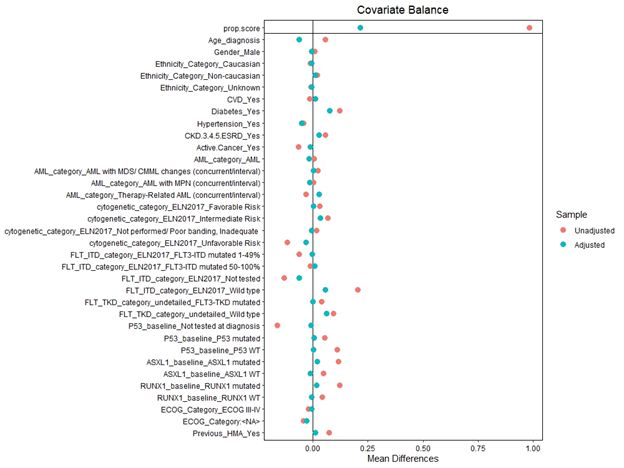 Covariate Balance
prop.score
Age_diagnosis
Gender_Male
Ethnicity_Category_Caucasian
Ethnicity_Category_Non-caucasian
Ethnicity_Category_Unknown
CVD_Yes
Diabetes_Yes
Hypertension_Yes
CKD.3.4.5.ESRD_Yes
Active.Cancer_Yes
AML_category_AML
AML_category_AML with MDS/ CMML changes (concurrent/interval)
AML_category_AML with MPN (concurrent/interval)
AML_category_Therapy-Related AML (concurrent/interval)
cytogenetic_category_ELN2017_Favorable Risk
cytogenetic_category_ELN2017_Intermediate Risk
cytogenetic_category_ELN2017_Not performed/ Poor banding, Inadequate
cytogenetic_category_ELN2017_Unfavorable Risk
FLT_ITD_category_ELN2017_FLT3-ITD mutated 1-49%
FLT_ITD_category_ELN2017_FLT3-ITD mutated 50-100%
FLT_ITD_category_ELN2017_Not tested
FLT_ITD_category_ELN2017_Wild type
FLT_TKD_category_undetailed_FLT3-TKD mutated
FLT_TKD_category_undetailed_Wild type
P53_baseline_Not tested at diagnosis
P53_baseline_P53 mutated
P53_baseline_P53 WT
ASXL1_baseline_ASXL1 mutated
ASXL1_baseline_ASXL1 WT
RUNX1_baseline_RUNX1 mutated
RUNX1_baseline_RUNX1 WT
ECOG_Category_ECOG III-IV
ECOG_Category:<NA>
Previous_HMA_Yes
0.00 0.25 0.50 0.75 1.00
Mean Differences
Sample
Unadjusted
Adjusted